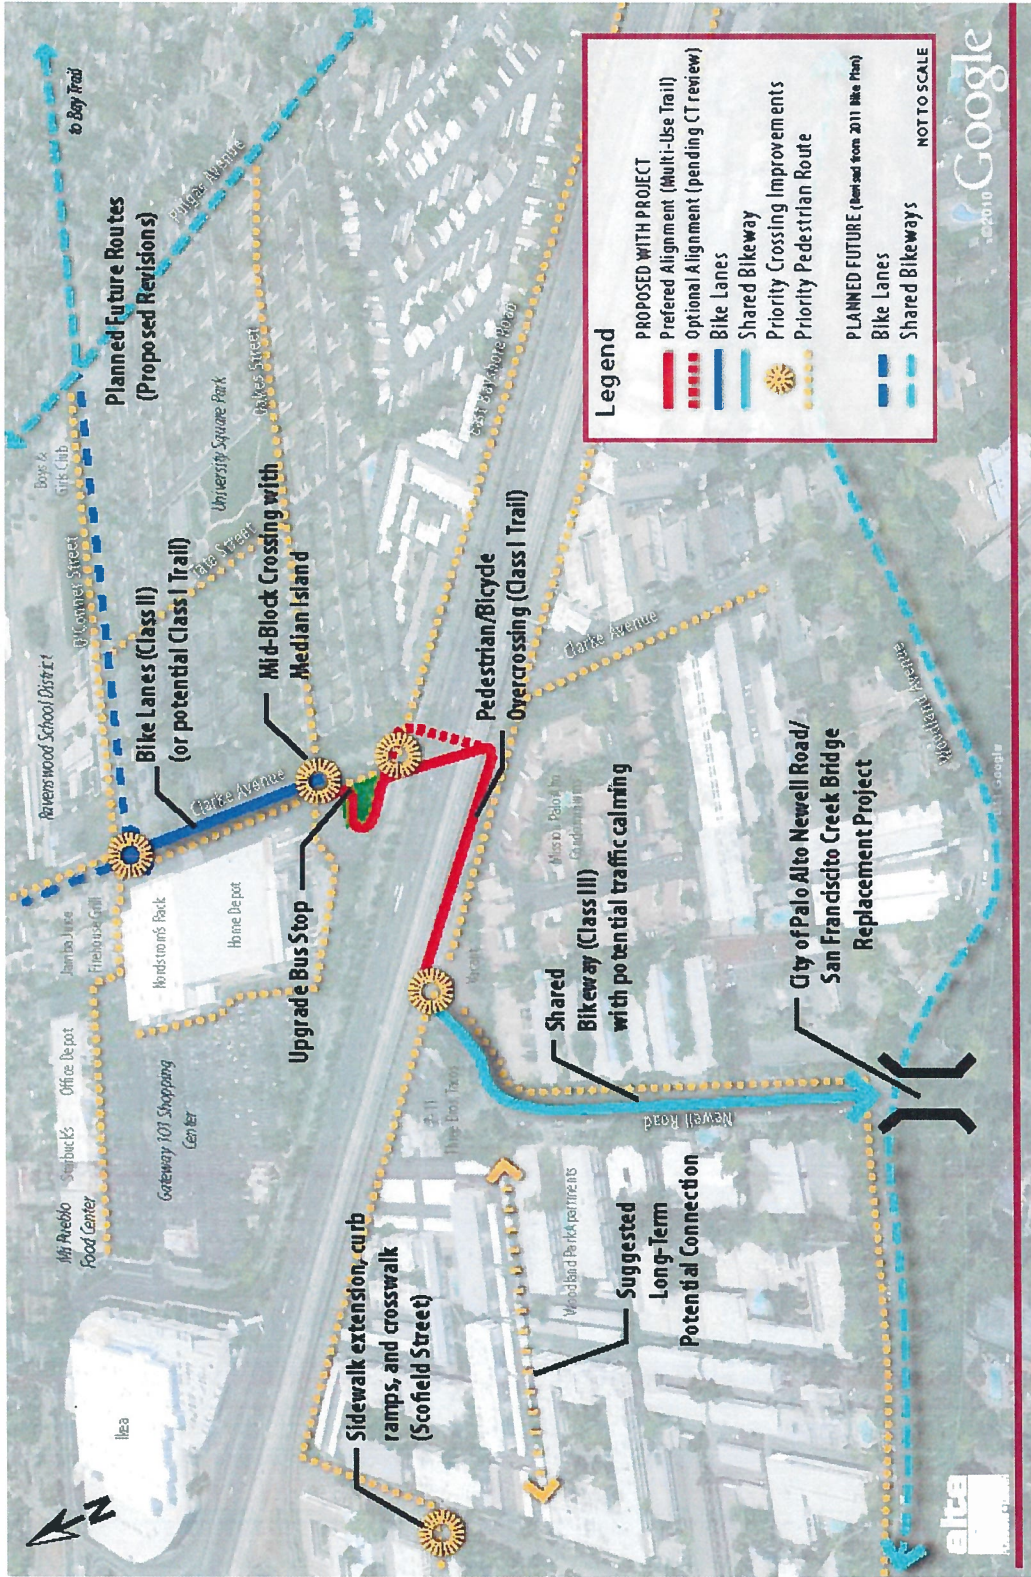 to Bay Trail
Pulgas Avenue
Planned Future Routes
(Proposed Revisions)
Boys &
Girls Club
University Square Park
Oakes Street
O'Conner Street
Tate Street
Ravenswood School District
Bike Lanes (Class II)
(or potential Class I Trail)
Mid-Block Crossing with
Median Island
Clarke Avenue
East Bayshore Road
Pedestrian/Bicycle
Overcrossing (Class I Trail)
Clarke Avenue
Jamba Juice
Firehouse Grill
Nordstrom's Rack
Home Depot
Upgrade Bus Stop
Office Depot
Starbucks
Mi Pueblo
Food Center
Gateway 101 Shopping
Center
Ikea
N
Vacant
Condominiums
Shared
Bikeway (Class III)
with potential traffic calming
Newell Road
Woodland Avenue
City of Palo Alto Newell Road/
San Franciscito Creek Bridge
Replacement Project
Woodland Park Apartments
Suggested
Long-Term
Potential Connection
Sidewalk extension, curb
ramps, and crosswalk
(Scofield Street)
Legend
PROPOSED WITH PROJECT
Prefered Alignment (Multi-Use Trail)
Optional Alignment (pending CT review)
Bike Lanes
Shared Bikeway
Priority Crossing Improvements
Priority Pedestrian Route
PLANNED FUTURE (Revised from 2011 Bike Plan)
Bike Lanes
Shared Bikeways
NOT TO SCALE
©2010 Google
Google
alta